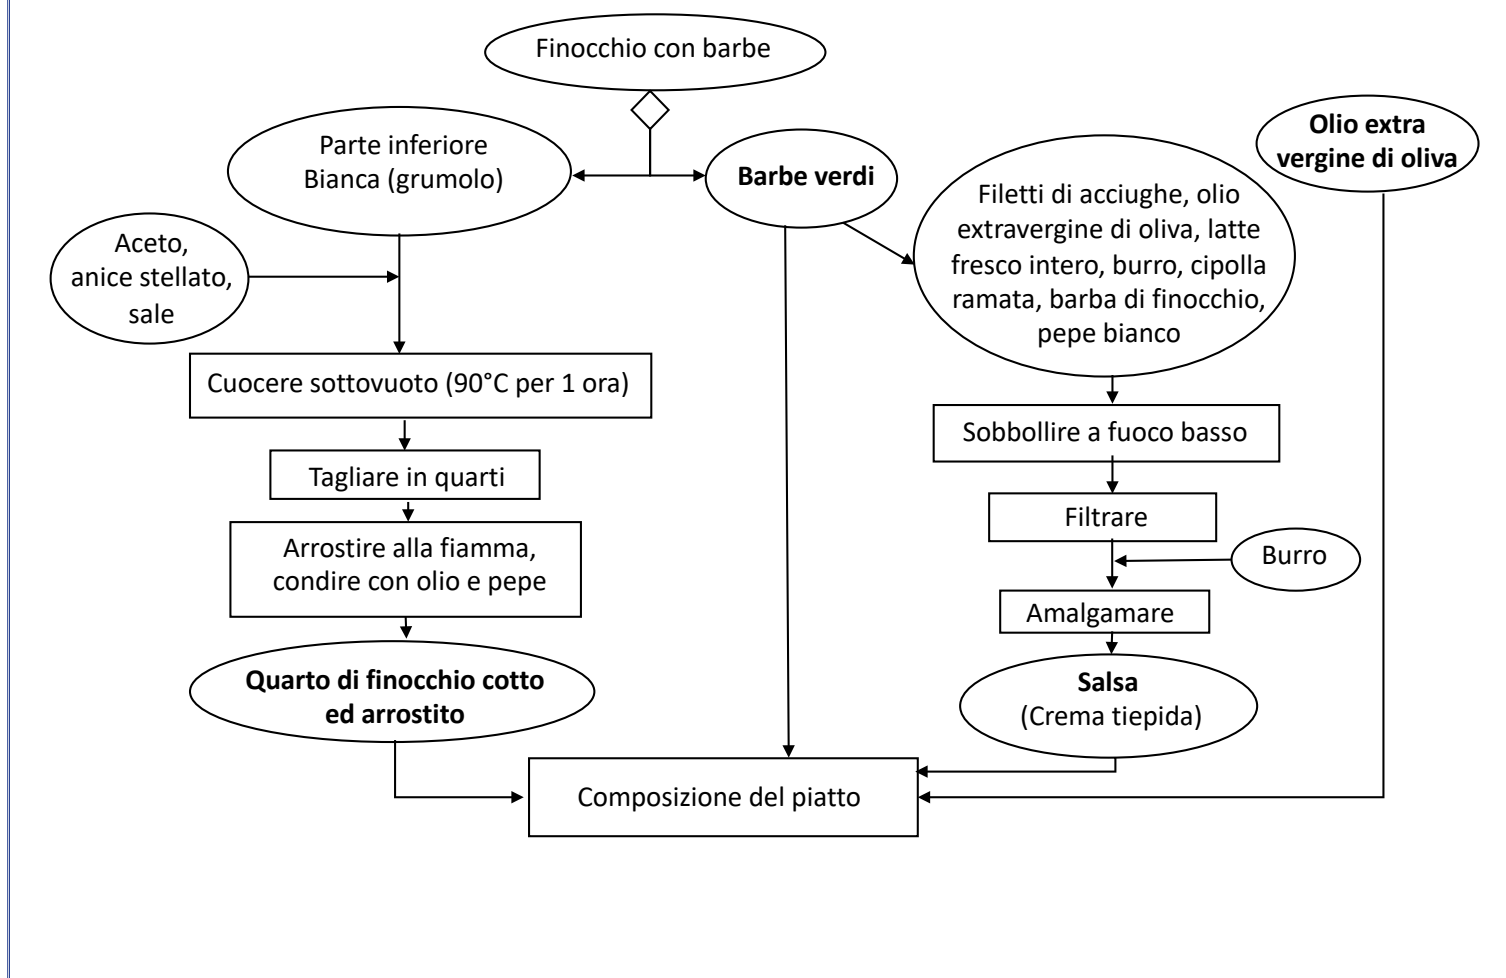 Finocchio con barbe
Parte inferiore
Bianca (grumolo)
Barbe verdi
Olio extra
vergine di oliva
Filetti di acciughe, olio
extravergine di oliva, latte
fresco intero, burro, cipolla
ramata, barba di finocchio,
pepe bianco
Aceto,
anice stellato,
sale
Cuocere sottovuoto (90°C per 1 ora)
Sobbollire a fuoco basso
Tagliare in quarti
Filtrare
Arrostire alla fiamma,
condire con olio e pepe
Burro
Amalgamare
Quarto di finocchio cotto
ed arrostito
Salsa
(Crema tiepida)
Composizione del piatto